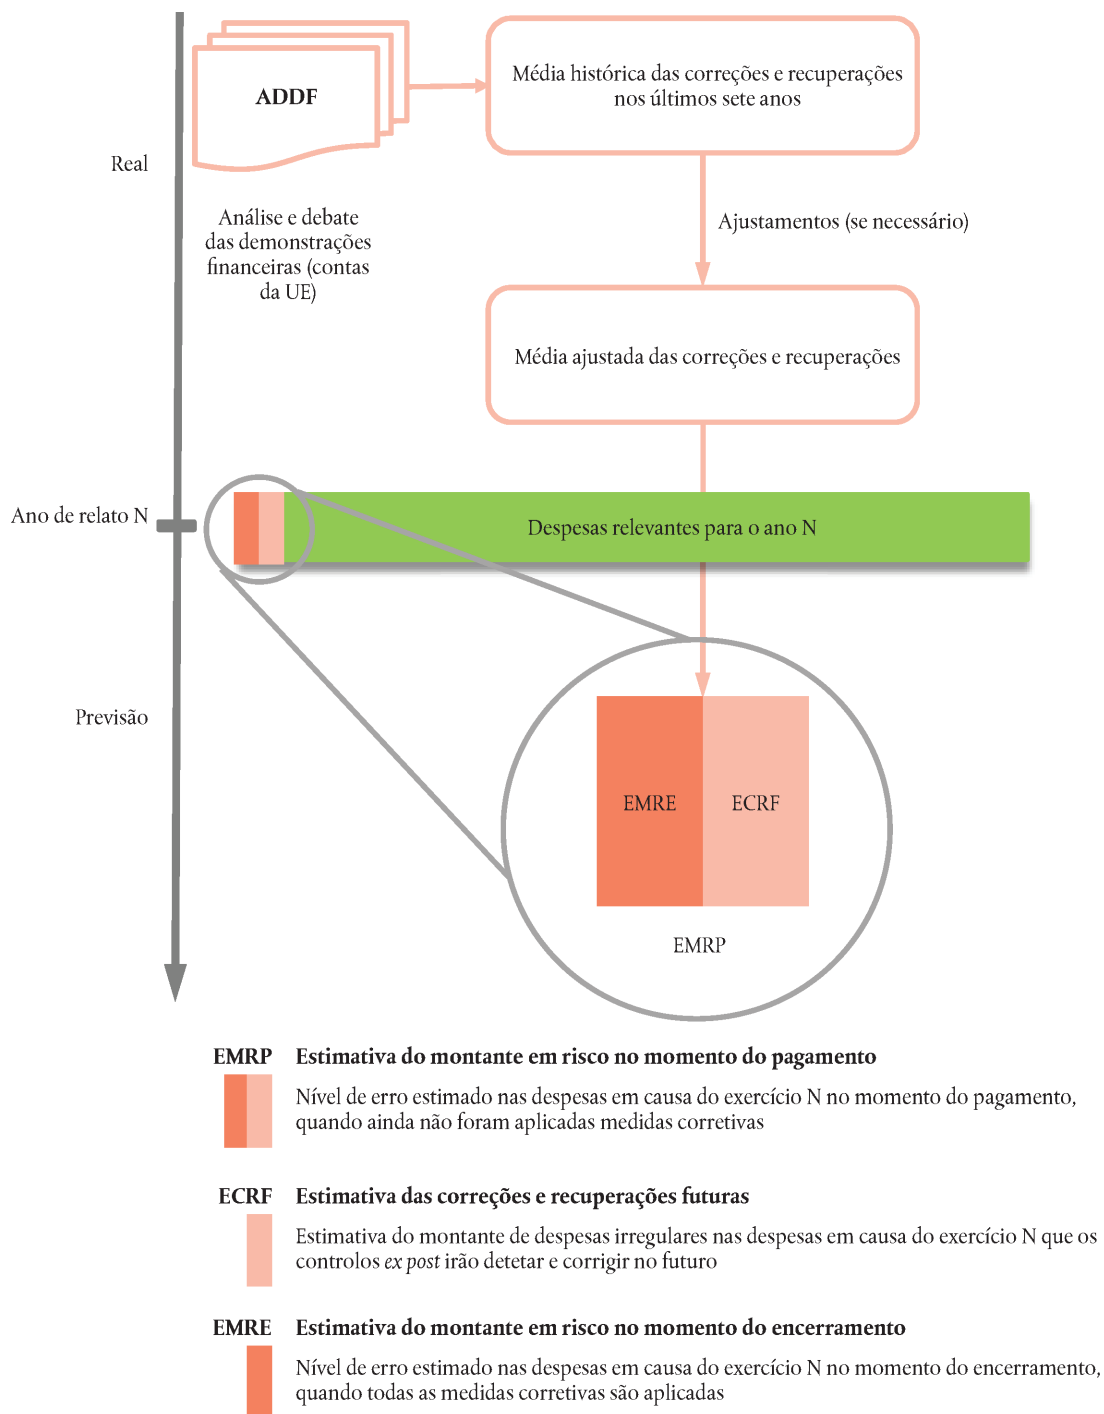 ADDF
Média histórica das correções e recuperações
nos últimos sete anos
Real
Análise e debate
das demonstrações
financeiras (contas
da UE)
Ajustamentos (se necessário)
Média ajustada das correções e recuperações
Ano de relato N
Despesas relevantes para o ano N
Previsão
EMRE
ECRF
EMRP
EMRP Estimativa do montante em risco no momento do pagamento
Nível de erro estimado nas despesas em causa do exercício N no momento do pagamento,
quando ainda não foram aplicadas medidas corretivas
ECRF Estimativa das correções e recuperações futuras
Estimativa do montante de despesas irregulares nas despesas em causa do exercício N que os
controlos ex post irão detetar e corrigir no futuro
EMRE Estimativa do montante em risco no momento do encerramento
Nível de erro estimado nas despesas em causa do exercício N no momento do encerramento,
quando todas as medidas corretivas são aplicadas